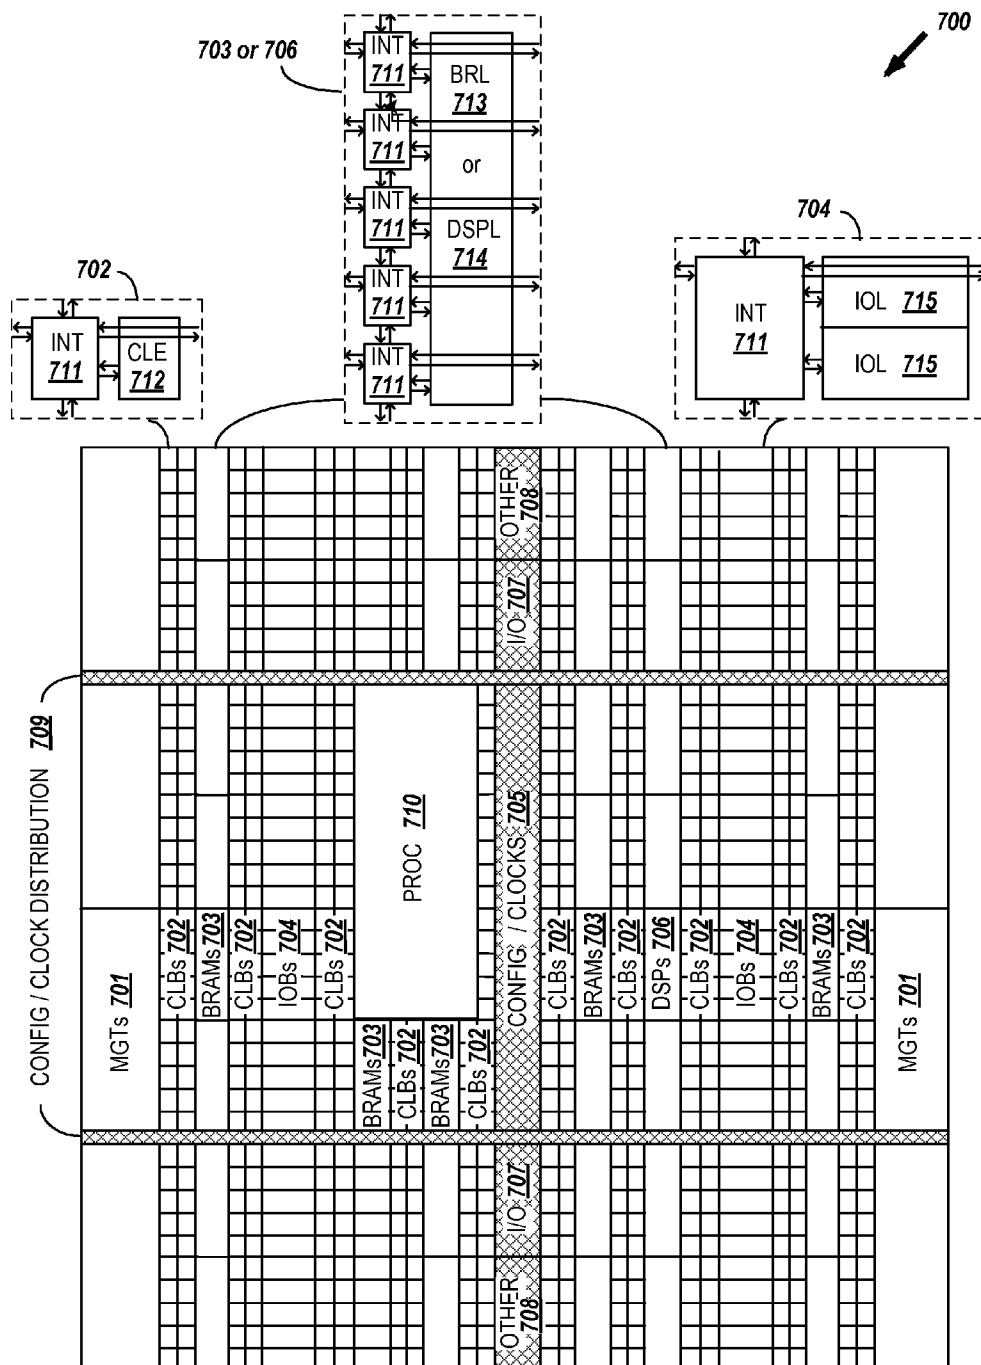 700
703 or 706
INT
711
INT
711
INT
711
INT
711
INT
711
BRL
713
or
DSPL
714
704
INT
711
IOL 715
IOL 715
702
INT
711
CLE
712
OTHER
708
I/O 707
CONFIG / CLOCK DISTRIBUTION 709
PROC 710
CONFIG / CLOCKS 705
MGTs 701
CLBs 702
BRAMs 703
CLBs 702
IOBs 704
CLBs 702
BRAMs 703
CLBs 702
BRAMs 703
CLBs 702
CLBs 702
BRAMs 703
CLBs 702
DSPs 706
CLBs 702
IOBs 704
CLBs 702
BRAMs 703
CLBs 702
MGTs 701
I/O 707
OTHER
708